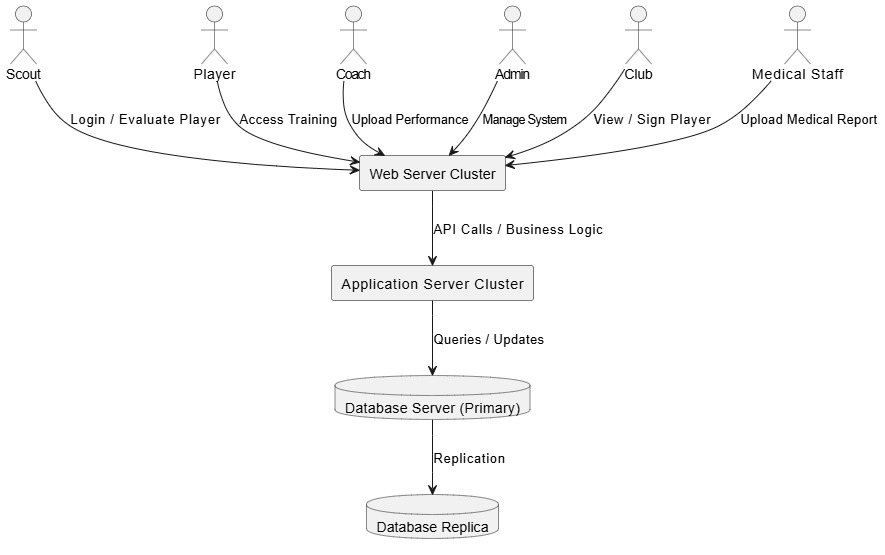 Scout
Player
Coach
Admin
Club
Medical Staff
Login / Evaluate Player
Access Training
Upload Performance
Manage System
View / Sign Player
Upload Medical Report
Web Server Cluster
API Calls / Business Logic
Application Server Cluster
Queries / Updates
Database Server (Primary)
Replication
Database Replica